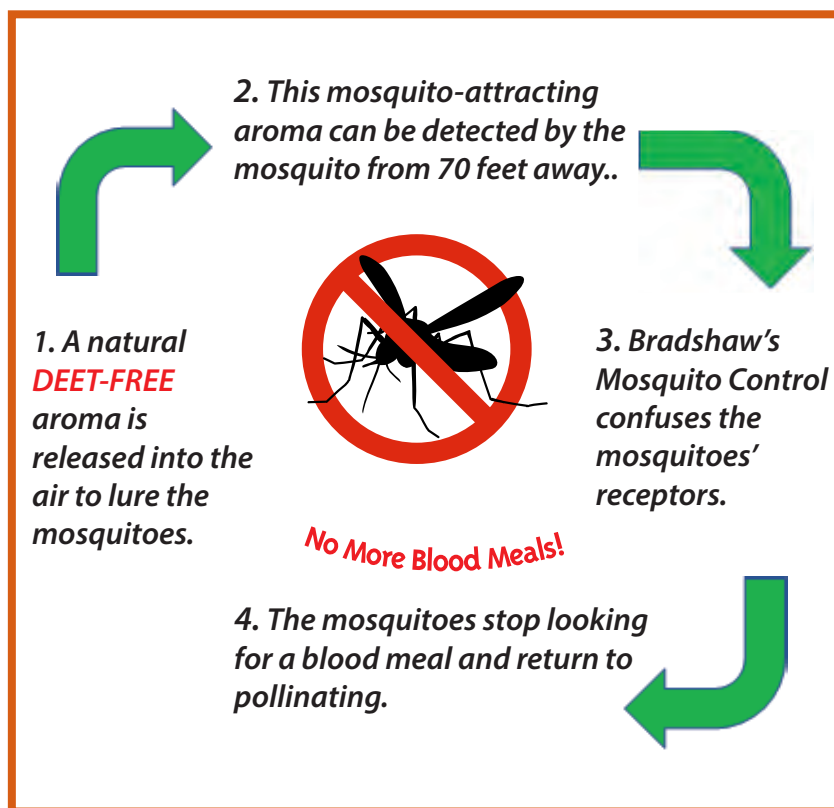 1. A natural
DEET-FREE
aroma is
released into the
air to lure the
mosquitoes.
2. This mosquito-attracting
aroma can be detected by the
mosquito from 70 feet away..
3. Bradshaw's
Mosquito Control
confuses the
mosquitoes'
receptors.
4. The mosquitoes stop looking
for a blood meal and return to
pollinating.
No More Blood Meals!